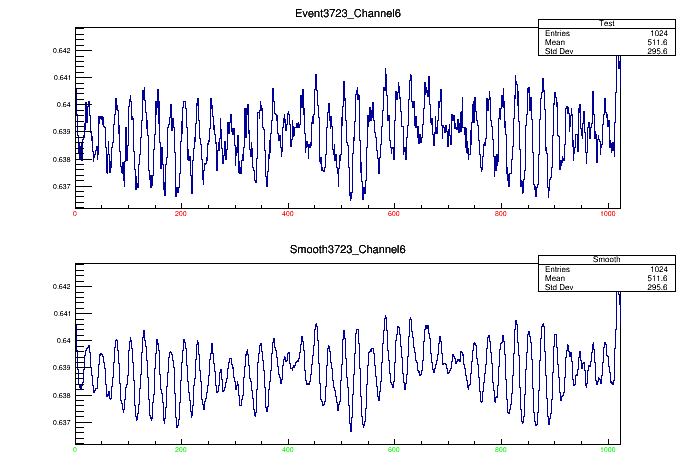 Event3723_Channel6
Test
Entries 1024
Mean 511.6
Std Dev 295.6
0.642
0.641
0.64
0.639
0.638
0.637
0 200 400 600 800 1000
Smooth3723_Channel6
Smooth
Entries 1024
Mean 511.6
Std Dev 295.6
0.642
0.641
0.64
0.639
0.638
0.637
0 200 400 600 800 1000